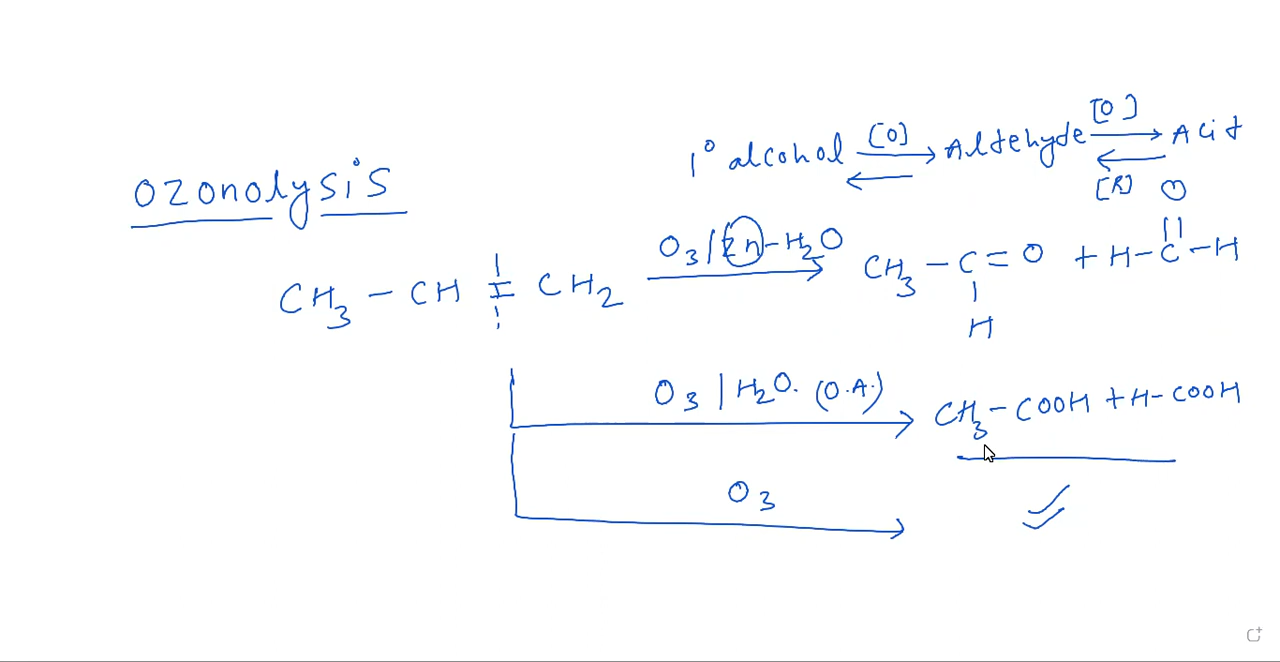 1° alcohol [O] → ← Aldehyde [O] → ← [R] Acid
ozonolysis
CH3 – CH = CH2 O3 | Zn – H2O → CH3 – C = O + H – C – H
O
H
O3 | H2O. (O.A.) → CH3 – COOH + H – COOH
O3 →